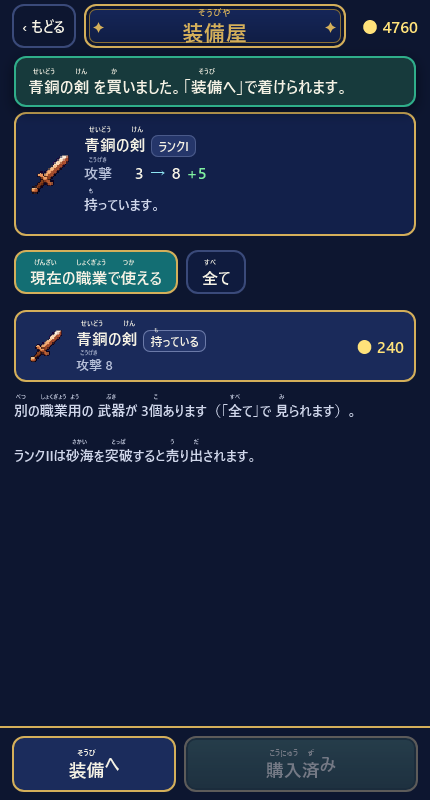 ‹ もどる
そうびや
装備屋
4760
せいどう けん か そうび
青銅の剣 を買いました。「装備へ」で着けられます。
せいどう けん
青銅の剣 ランクI
こうげき
攻撃 3 → 8 +5
も
持っています。
げんざい しょくぎょう つか
現在の職業で使える
すべ
全て
せいどう けん も
青銅の剣 持っている
こうげき
攻撃 8
240
べつ しょくぎょう よう ぶき こ すべ み
別の職業用の 武器が 3個あります（「全て」で 見られます）。
さかい とっぱ う だ
ランクIIは砂海を突破すると売り出されます。
そうび
装備へ
こうにゅう ず
購入済み